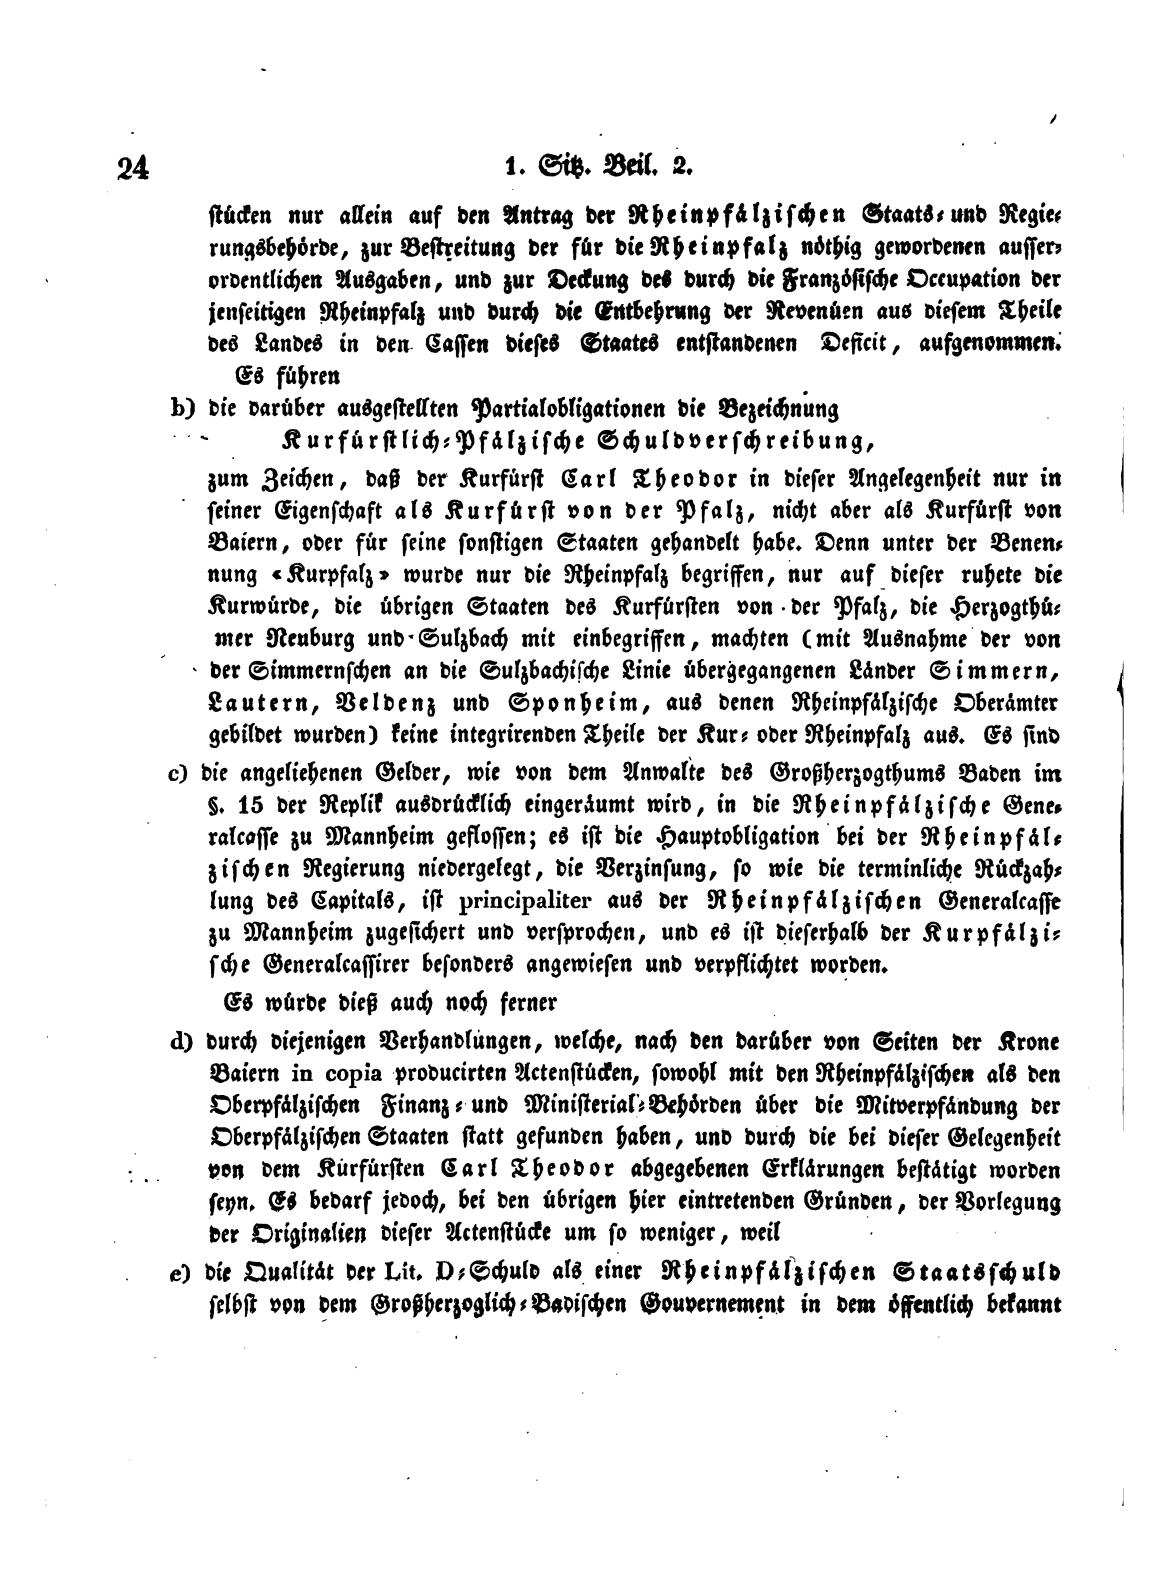 24
1. Sitz. Beil. 2.
stücken nur allein auf den Antrag der Rheinpfälzischen Staats- und Regie-
rungsbehörde, zur Bestreitung der für die Rheinpfalz nöthig gewordenen ausser-
ordentlichen Ausgaben, und zur Deckung des durch die Französische Occupation der
jenseitigen Rheinpfalz und durch die Entbehrung der Revenüen aus diesem Theile
des Landes in den Cassen dieses Staates entstandenen Deficit, aufgenommen.
Es führen
b) die darüber ausgestellten Partialobligationen die Bezeichnung
Kurfürstlich-Pfälzische Schuldverschreibung,
zum Zeichen, daß der Kurfürst Carl Theodor in dieser Angelegenheit nur in
seiner Eigenschaft als Kurfürst von der Pfalz, nicht aber als Kurfürst von
Baiern, oder für seine sonstigen Staaten gehandelt habe. Denn unter der Benen-
nung «Kurpfalz» wurde nur die Rheinpfalz begriffen, nur auf dieser ruhete die
Kurwürde, die übrigen Staaten des Kurfürsten von der Pfalz, die Herzogthü-
mer Neuburg und Sulzbach mit einbegriffen, machten (mit Ausnahme der von
der Simmernschen an die Sulzbachische Linie übergegangenen Länder Simmern,
Lautern, Veldenz und Sponheim, aus denen Rheinpfälzische Oberämter
gebildet wurden) keine integrirenden Theile der Kur- oder Rheinpfalz aus. Es sind
c) die angeliehenen Gelder, wie von dem Anwalte des Großherzogthums Baden im
§. 15 der Replik ausdrücklich eingeräumt wird, in die Rheinpfälzische Gene-
ralcasse zu Mannheim geflossen; es ist die Hauptobligation bei der Rheinpfäl-
zischen Regierung niedergelegt, die Verzinsung, so wie die terminliche Rückzah-
lung des Capitals, ist principaliter aus der Rheinpfälzischen Generalcasse
zu Mannheim zugesichert und versprochen, und es ist dieserhalb der Kurpfälzi-
sche Generalcassirer besonders angewiesen und verpflichtet worden.
Es würde dieß auch noch ferner
d) durch diejenigen Verhandlungen, welche, nach den darüber von Seiten der Krone
Baiern in copia producirten Actenstücken, sowohl mit den Rheinpfälzischen als den
Oberpfälzischen Finanz- und Ministerial-Behörden über die Mitverpfändung der
Oberpfälzischen Staaten statt gefunden haben, und durch die bei dieser Gelegenheit
von dem Kurfürsten Carl Theodor abgegebenen Erklärungen bestätigt worden
seyn. Es bedarf jedoch, bei den übrigen hier eintretenden Gründen, der Vorlegung
der Originalien dieser Actenstücke um so weniger, weil
e) die Qualität der Lit. D-Schuld als einer Rheinpfälzischen Staatsschuld
selbst von dem Großherzoglich-Badischen Gouvernement in dem öffentlich bekannt